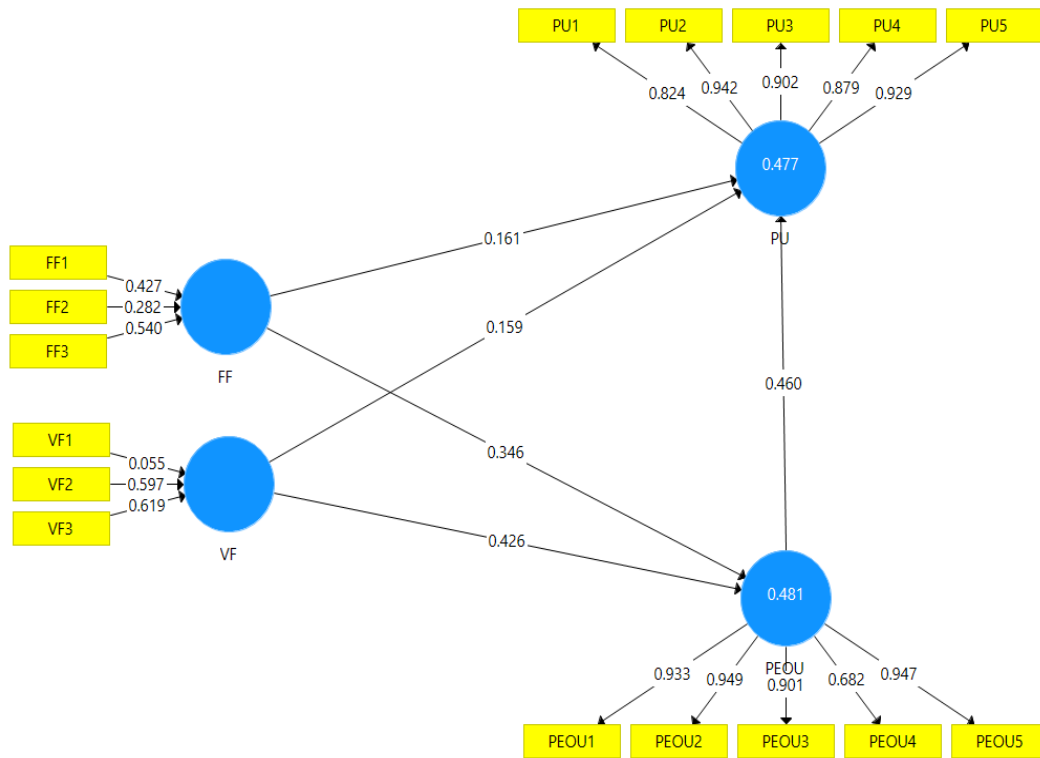 PU1 PU2 PU3 PU4 PU5
0.824 0.942 0.902 0.879 0.929
0.477
PU
0.161
FF1 0.427
FF2 0.282
FF3 0.540
FF
0.159
0.460
VF1 0.055
VF2 0.597
VF3 0.619
VF
0.346
0.426
0.481
PEOU
0.933 0.949 0.901 0.682 0.947
PEOU1 PEOU2 PEOU3 PEOU4 PEOU5